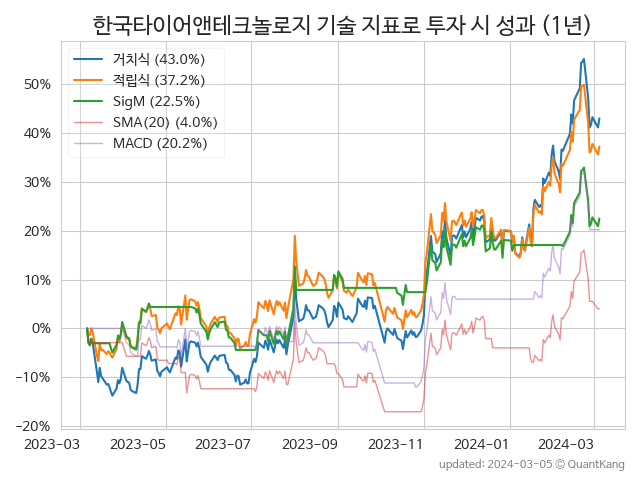 한국타이어앤테크놀로지 기술 지표로 투자 시 성과 (1년)
거치식 (43.0%)
적립식 (37.2%)
SigM (22.5%)
SMA(20) (4.0%)
MACD (20.2%)
50%
40%
30%
20%
10%
0%
−10%
−20%
2023−03 2023−05 2023−07 2023−09 2023−11 2024−01 2024−03
updated: 2024−03−05 © QuantKang